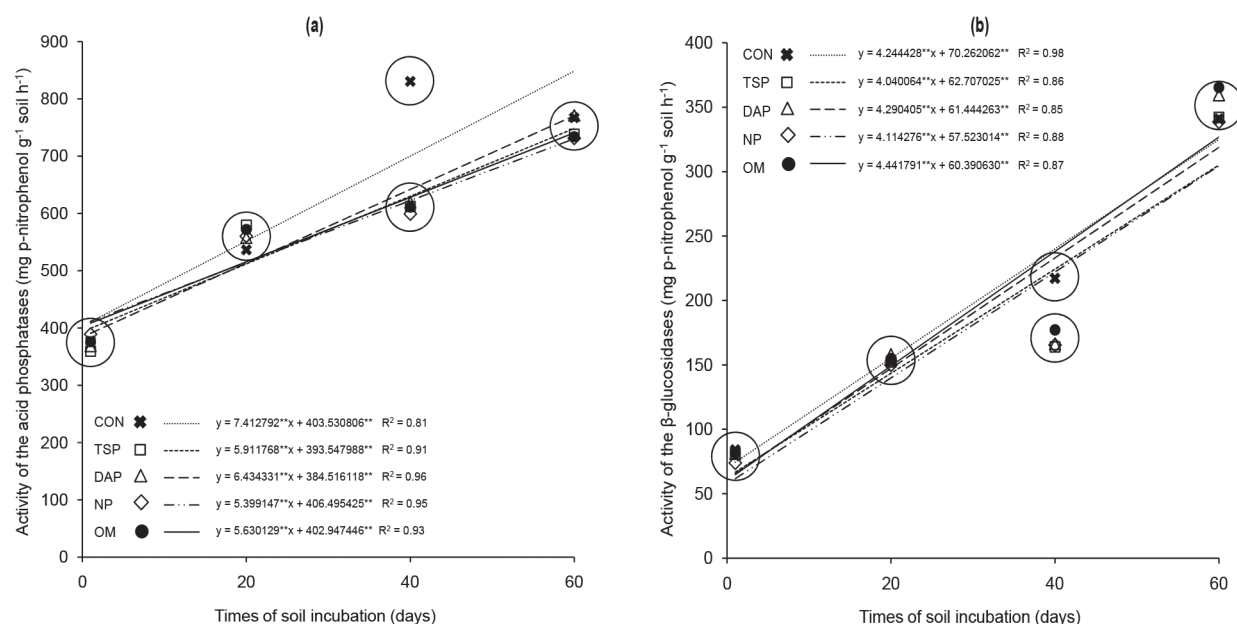 (a)
Activity of the acid phosphatases (mg p-nitrophenol g⁻¹ soil h⁻¹)
900
800
700
600
500
400
300
200
100
0
CON y = 7.412792**x + 403.530806** R² = 0.81
TSP y = 5.911768**x + 393.547988** R² = 0.91
DAP y = 6.434331**x + 384.516118** R² = 0.96
NP y = 5.399147**x + 406.495425** R² = 0.95
OM y = 5.630129**x + 402.947446** R² = 0.93
0 20 40 60
Times of soil incubation (days)
(b)
Activity of the β-glucosidases (mg p-nitrophenol g⁻¹ soil h⁻¹)
400
350
300
250
200
150
100
50
0
CON y = 4.244428**x + 70.262062** R² = 0.98
TSP y = 4.040064**x + 62.707025** R² = 0.86
DAP y = 4.290405**x + 61.444263** R² = 0.85
NP y = 4.114276**x + 57.523014** R² = 0.88
OM y = 4.441791**x + 60.390630** R² = 0.87
0 20 40 60
Times of soil incubation (days)